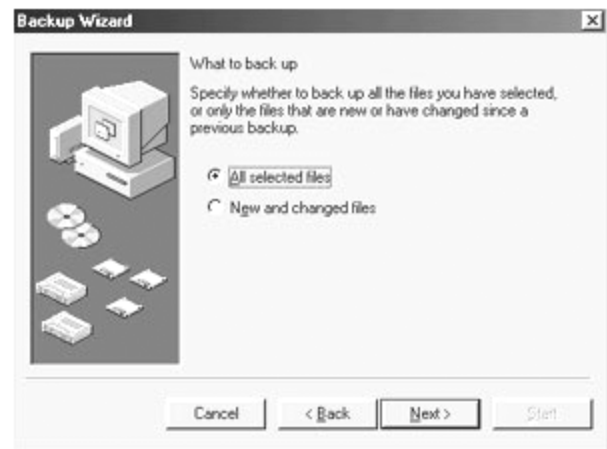 Backup Wizard
What to back up
Specify whether to back up all the files you have selected,
or only the files that are new or have changed since a
previous backup.
All selected files
New and changed files
Cancel
< Back
Next >
Start